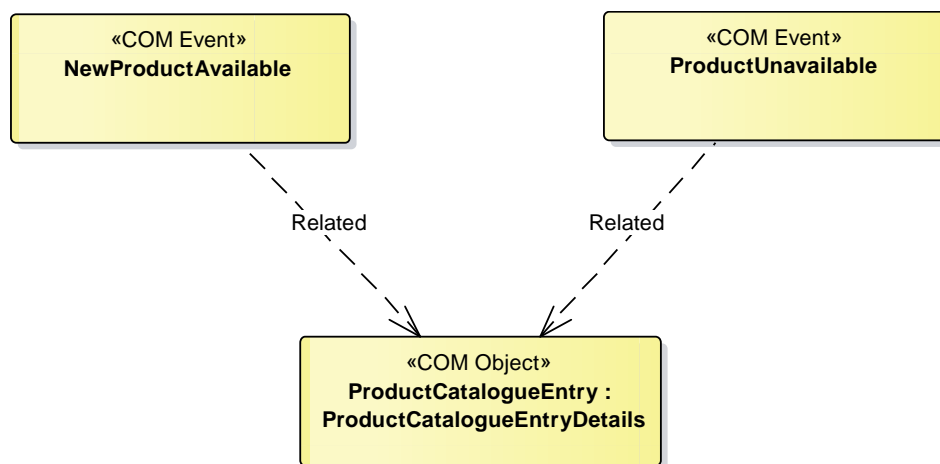 «COM Event»
NewProductAvailable
«COM Event»
ProductUnavailable
Related
Related
«COM Object»
ProductCatalogueEntry :
ProductCatalogueEntryDetails